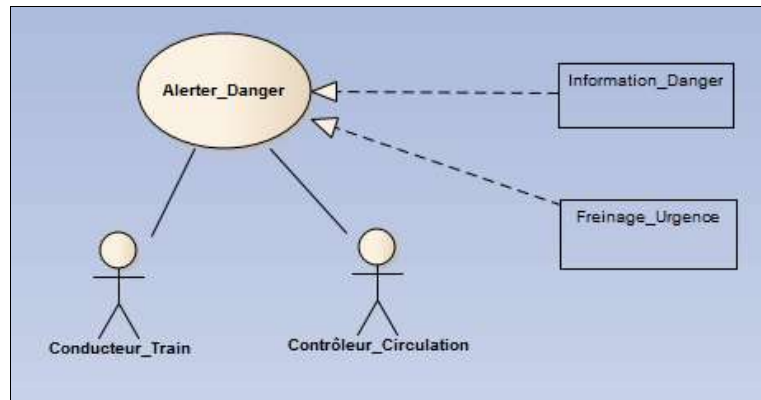 Alerter_Danger
Information_Danger
Freinage_Urgence
Conducteur_Train
Contrôleur_Circulation